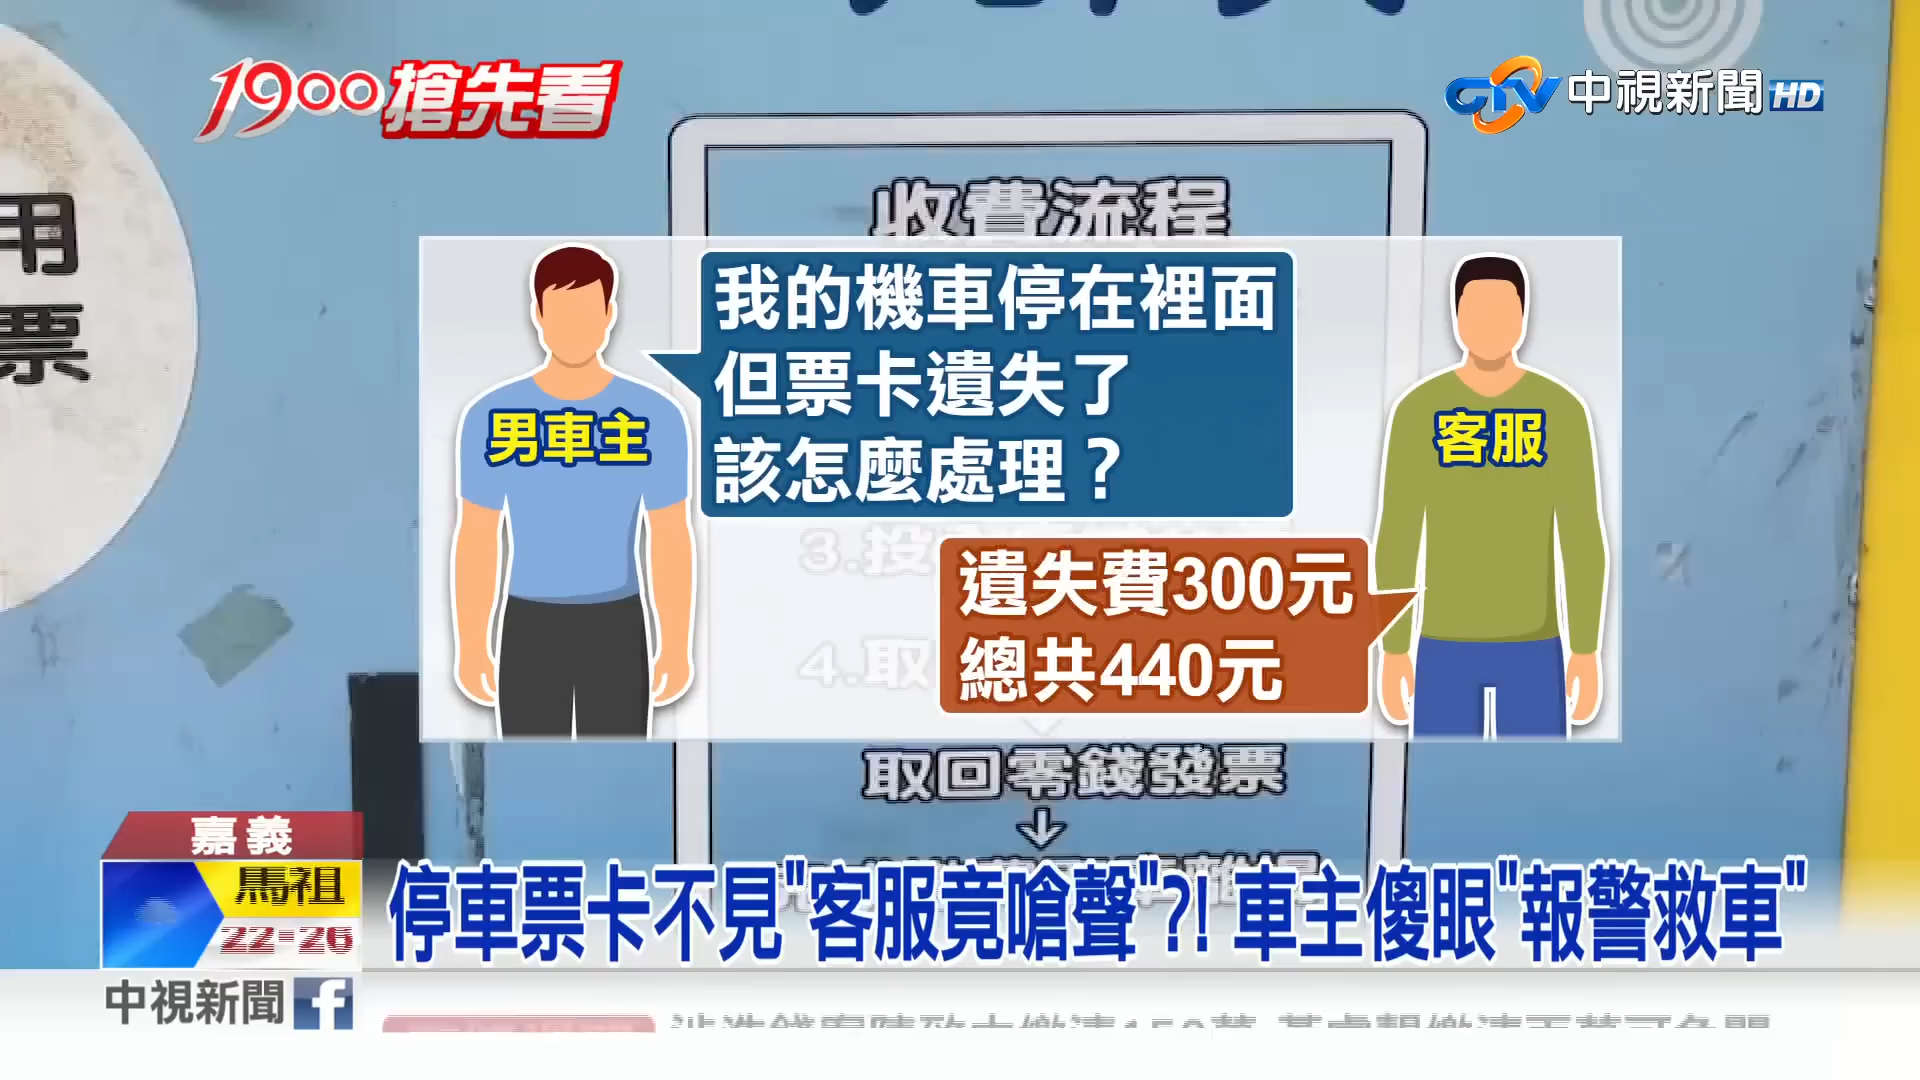 1900搶先看
CTV中視新聞HD
用
票
收費流程
我的機車停在裡面
但票卡遺失了
該怎麼處理？
男車主
客服
3.投
遺失費300元
總共440元
4.取
取回零錢發票
嘉義
馬祖
22-26
停車票卡不見"客服竟嗆聲"?! 車主傻眼"報警救車"
中視新聞